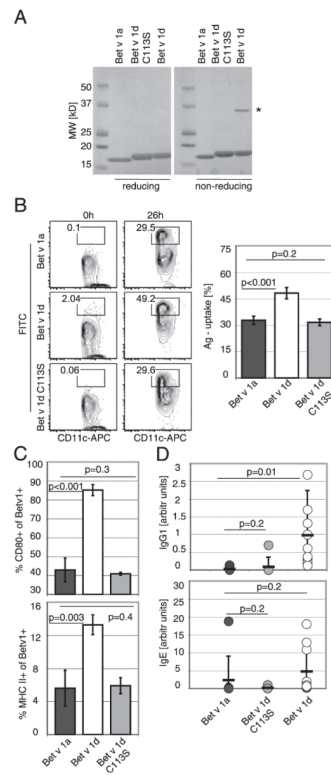 A
Bet v 1a
Bet v 1d
C113S
Bet v 1d
Bet v 1a
Bet v 1d
C113S
Bet v 1d
MW [kD]
50
37
25
20
15
*
reducing
non-reducing
B
0h
26h
FITC
Bet v 1a
0.1
29.5
Bet v 1d
2.04
49.2
Bet v 1d C113S
0.06
29.6
CD11c-APC
CD11c-APC
Ag - uptake [%]
75
60
45
30
15
0
p=0.2
p<0.001
Bet v 1a
Bet v 1d
Bet v 1d
C113S
C
% CD80+ of Betv1+
100
90
80
70
60
50
40
30
p=0.3
p<0.001
% MHC II+ of Betv1+
16
12
8
4
0
p=0.003
p=0.4
Bet v 1a
Bet v 1d
Bet v 1d
C113S
D
IgG1 [arbitr units]
3
2.5
2
1.5
1
0.5
0
p=0.01
p=0.2
IgE [arbitr units]
20
15
10
5
0
p=0.2
p=0.2
Bet v 1a
Bet v 1d
C113S
Bet v 1d